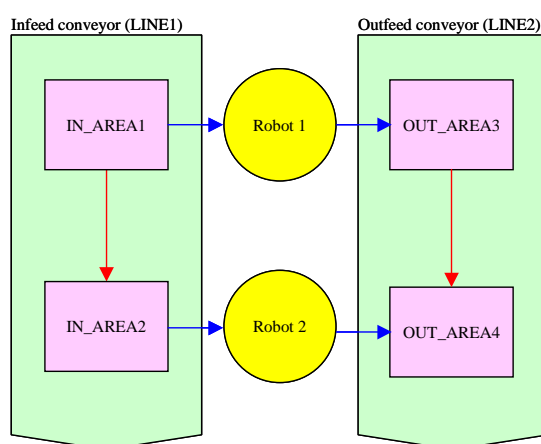 Infeed conveyor (LINE1)
Outfeed conveyor (LINE2)
IN_AREA1
Robot 1
OUT_AREA3
IN_AREA2
Robot 2
OUT_AREA4